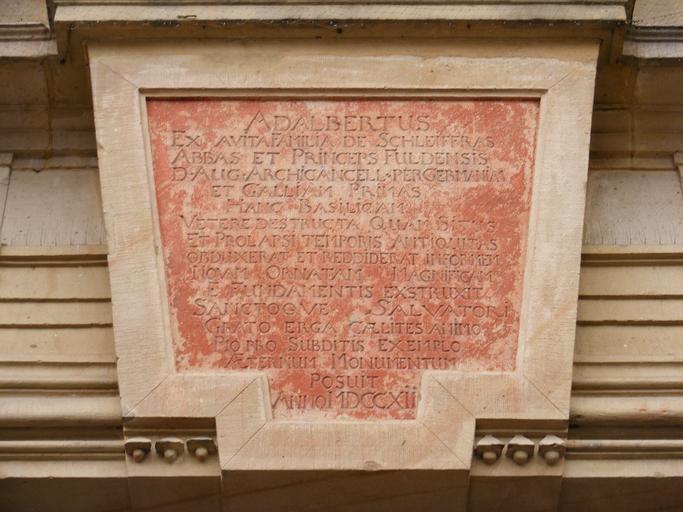 ADALBERTUS
EX AVITA FAMILIA DE SCHLEIFFRAS
ABBAS ET PRINCEPS FULDENSIS
D·AUG·ARCHICANCELL·PER GERMANIAM
ET GALLIAM PRIMAS
HANC BASILICAM
VETERE DESTRUCTA QUAM SITUS
ET PROLAPSI TEMPORIS ANTIQUITAS
OBDUXERAT ET REDDIDERAT INFORMEM
NOVAM ORNATAM MAGNIFICAM
E FUNDAMENTIS EXSTRUXIT
SANCTOQVE SALVATORI
GRATO ERGA CÆLITES ANIMO
PIO PRO SUBDITIS EXEMPLO
ÆTERNUM MONUMENTUM
POSUIT
ANNO MDCCXII